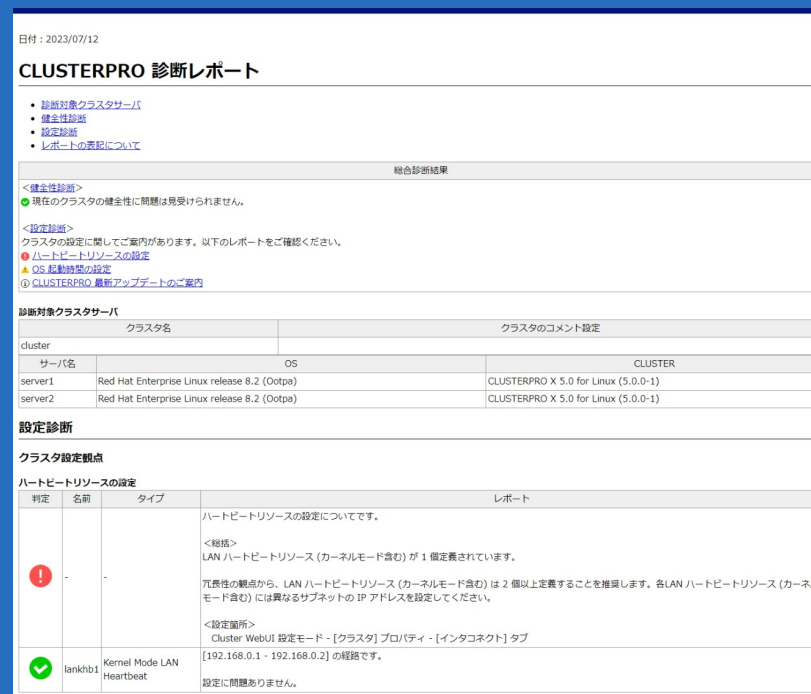 日付：2023/07/12
CLUSTERPRO 診断レポート
診断対象クラスタサーバ
健全性診断
設定診断
レポートの表記について
総合診断結果
＜健全性診断＞
現在のクラスタの健全性に問題は見受けられません。
＜設定診断＞
クラスタの設定に関してご案内があります。以下のレポートをご確認ください。
ハートビートリソースの設定
OS 起動時間の設定
CLUSTERPRO 最新アップデートのご案内
診断対象クラスタサーバ
クラスタ名 クラスタのコメント設定
cluster
サーバ名 OS CLUSTER
server1 Red Hat Enterprise Linux release 8.2 (Ootpa) CLUSTERPRO X 5.0 for Linux (5.0.0-1)
server2 Red Hat Enterprise Linux release 8.2 (Ootpa) CLUSTERPRO X 5.0 for Linux (5.0.0-1)
設定診断
クラスタ設定観点
ハートビートリソースの設定
判定 名前 タイプ レポート
ハートビートリソースの設定についてです。
＜総括＞
LAN ハートビートリソース (カーネルモード含む) が 1 個定義されています。
- -
冗長性の観点から、LAN ハートビートリソース (カーネルモード含む) は 2 個以上定義することを推奨します。各LAN ハートビートリソース (カーネル
モード含む) には異なるサブネットの IP アドレスを設定してください。
＜設定箇所＞
Cluster WebUI 設定モード - [クラスタ] プロパティ - [インタコネクト] タブ
lankhb1 Kernel Mode LAN Heartbeat [192.168.0.1 - 192.168.0.2] の経路です。
設定に問題ありません。